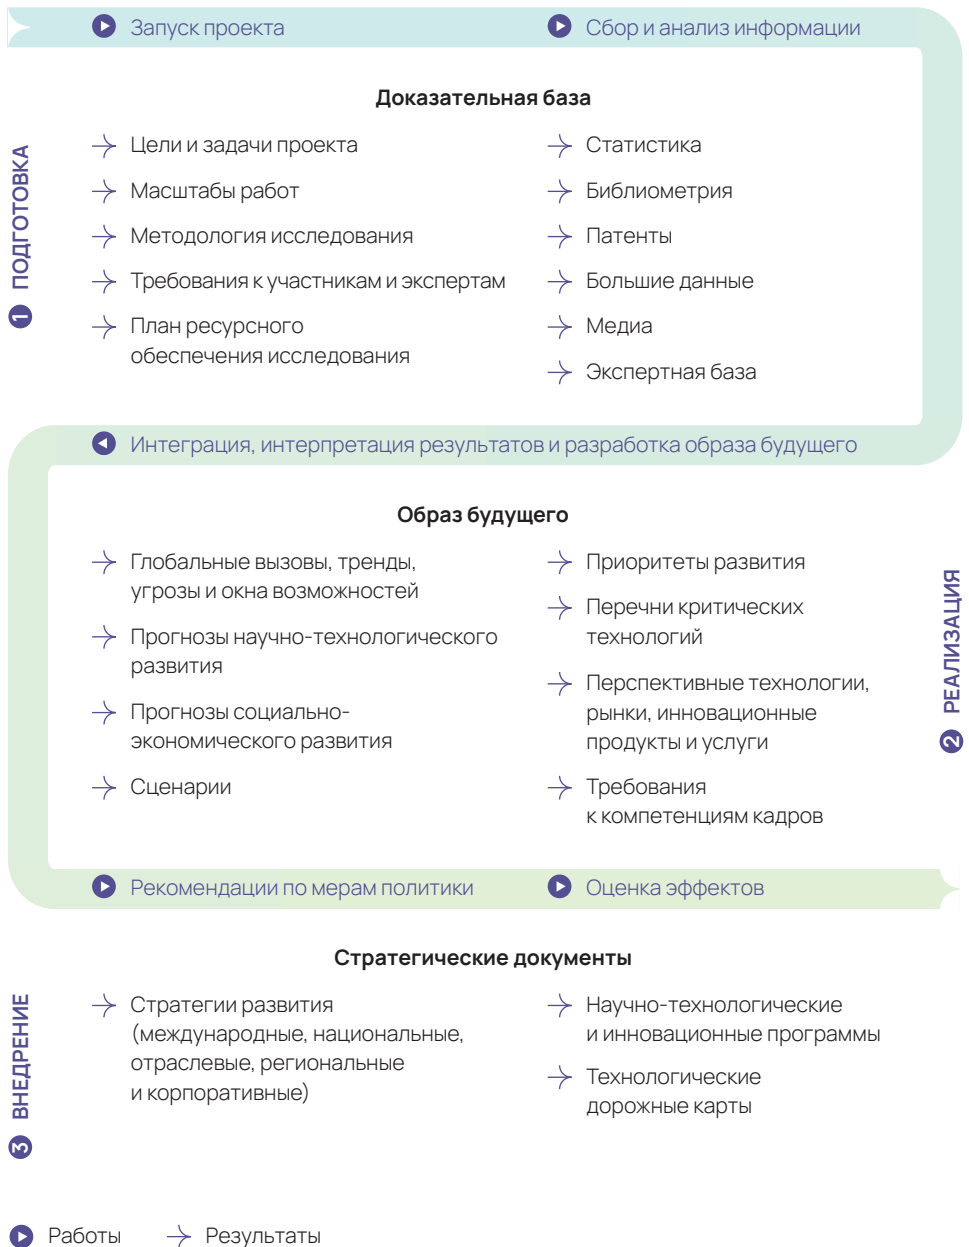 Запуск проекта
Сбор и анализ информации
Доказательная база
❶ ПОДГОТОВКА
Цели и задачи проекта
Масштабы работ
Методология исследования
Требования к участникам и экспертам
План ресурсного
обеспечения исследования
Статистика
Библиометрия
Патенты
Большие данные
Медиа
Экспертная база
Интеграция, интерпретация результатов и разработка образа будущего
Образ будущего
❷ РЕАЛИЗАЦИЯ
Глобальные вызовы, тренды,
угрозы и окна возможностей
Прогнозы научно-технологического
развития
Прогнозы социально-
экономического развития
Сценарии
Приоритеты развития
Перечни критических
технологий
Перспективные технологии,
рынки, инновационные
продукты и услуги
Требования
к компетенциям кадров
Рекомендации по мерам политики
Оценка эффектов
Стратегические документы
❸ ВНЕДРЕНИЕ
Стратегии развития
(международные, национальные,
отраслевые, региональные
и корпоративные)
Научно-технологические
и инновационные программы
Технологические
дорожные карты
Работы
Результаты